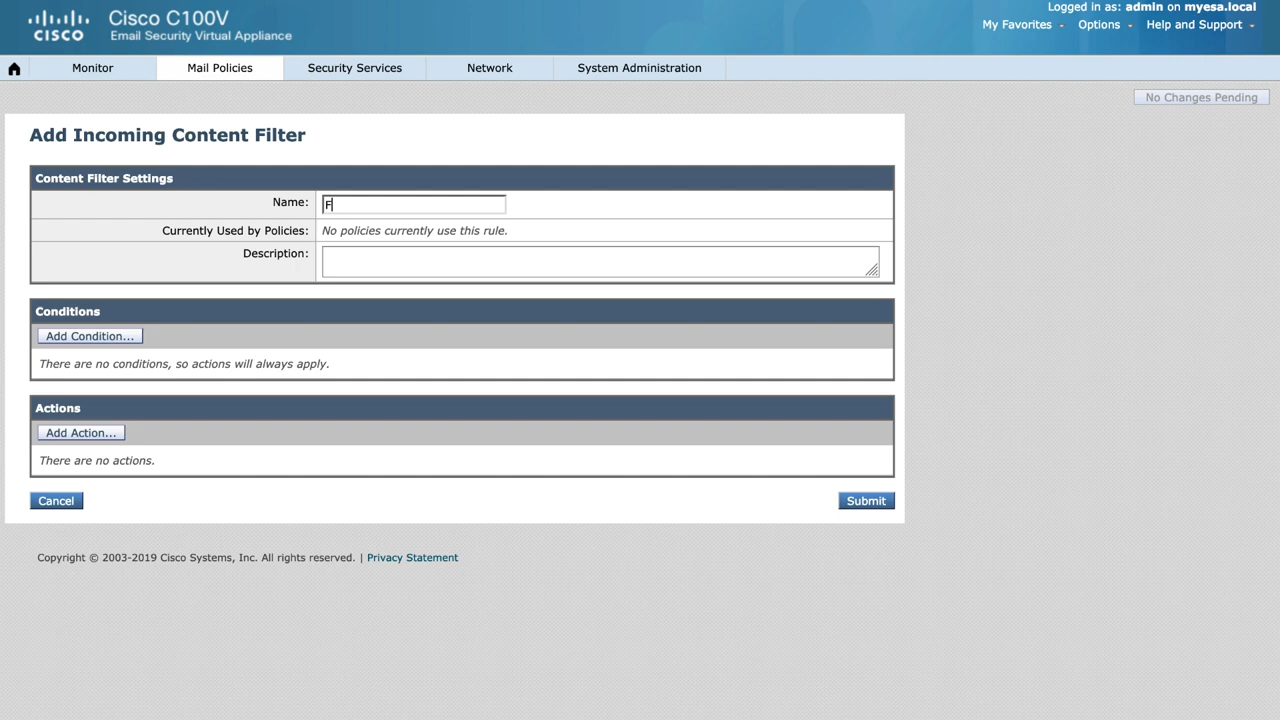 Logged in as: admin on myesa.local
Cisco C100V
Email Security Virtual Appliance
CISCO
My Favorites Options Help and Support
Monitor Mail Policies Security Services Network System Administration
No Changes Pending
Add Incoming Content Filter
Content Filter Settings
Name: F
Currently Used by Policies: No policies currently use this rule.
Description:
Conditions
Add Condition...
There are no conditions, so actions will always apply.
Actions
Add Action...
There are no actions.
Cancel Submit
Copyright © 2003-2019 Cisco Systems, Inc. All rights reserved. | Privacy Statement